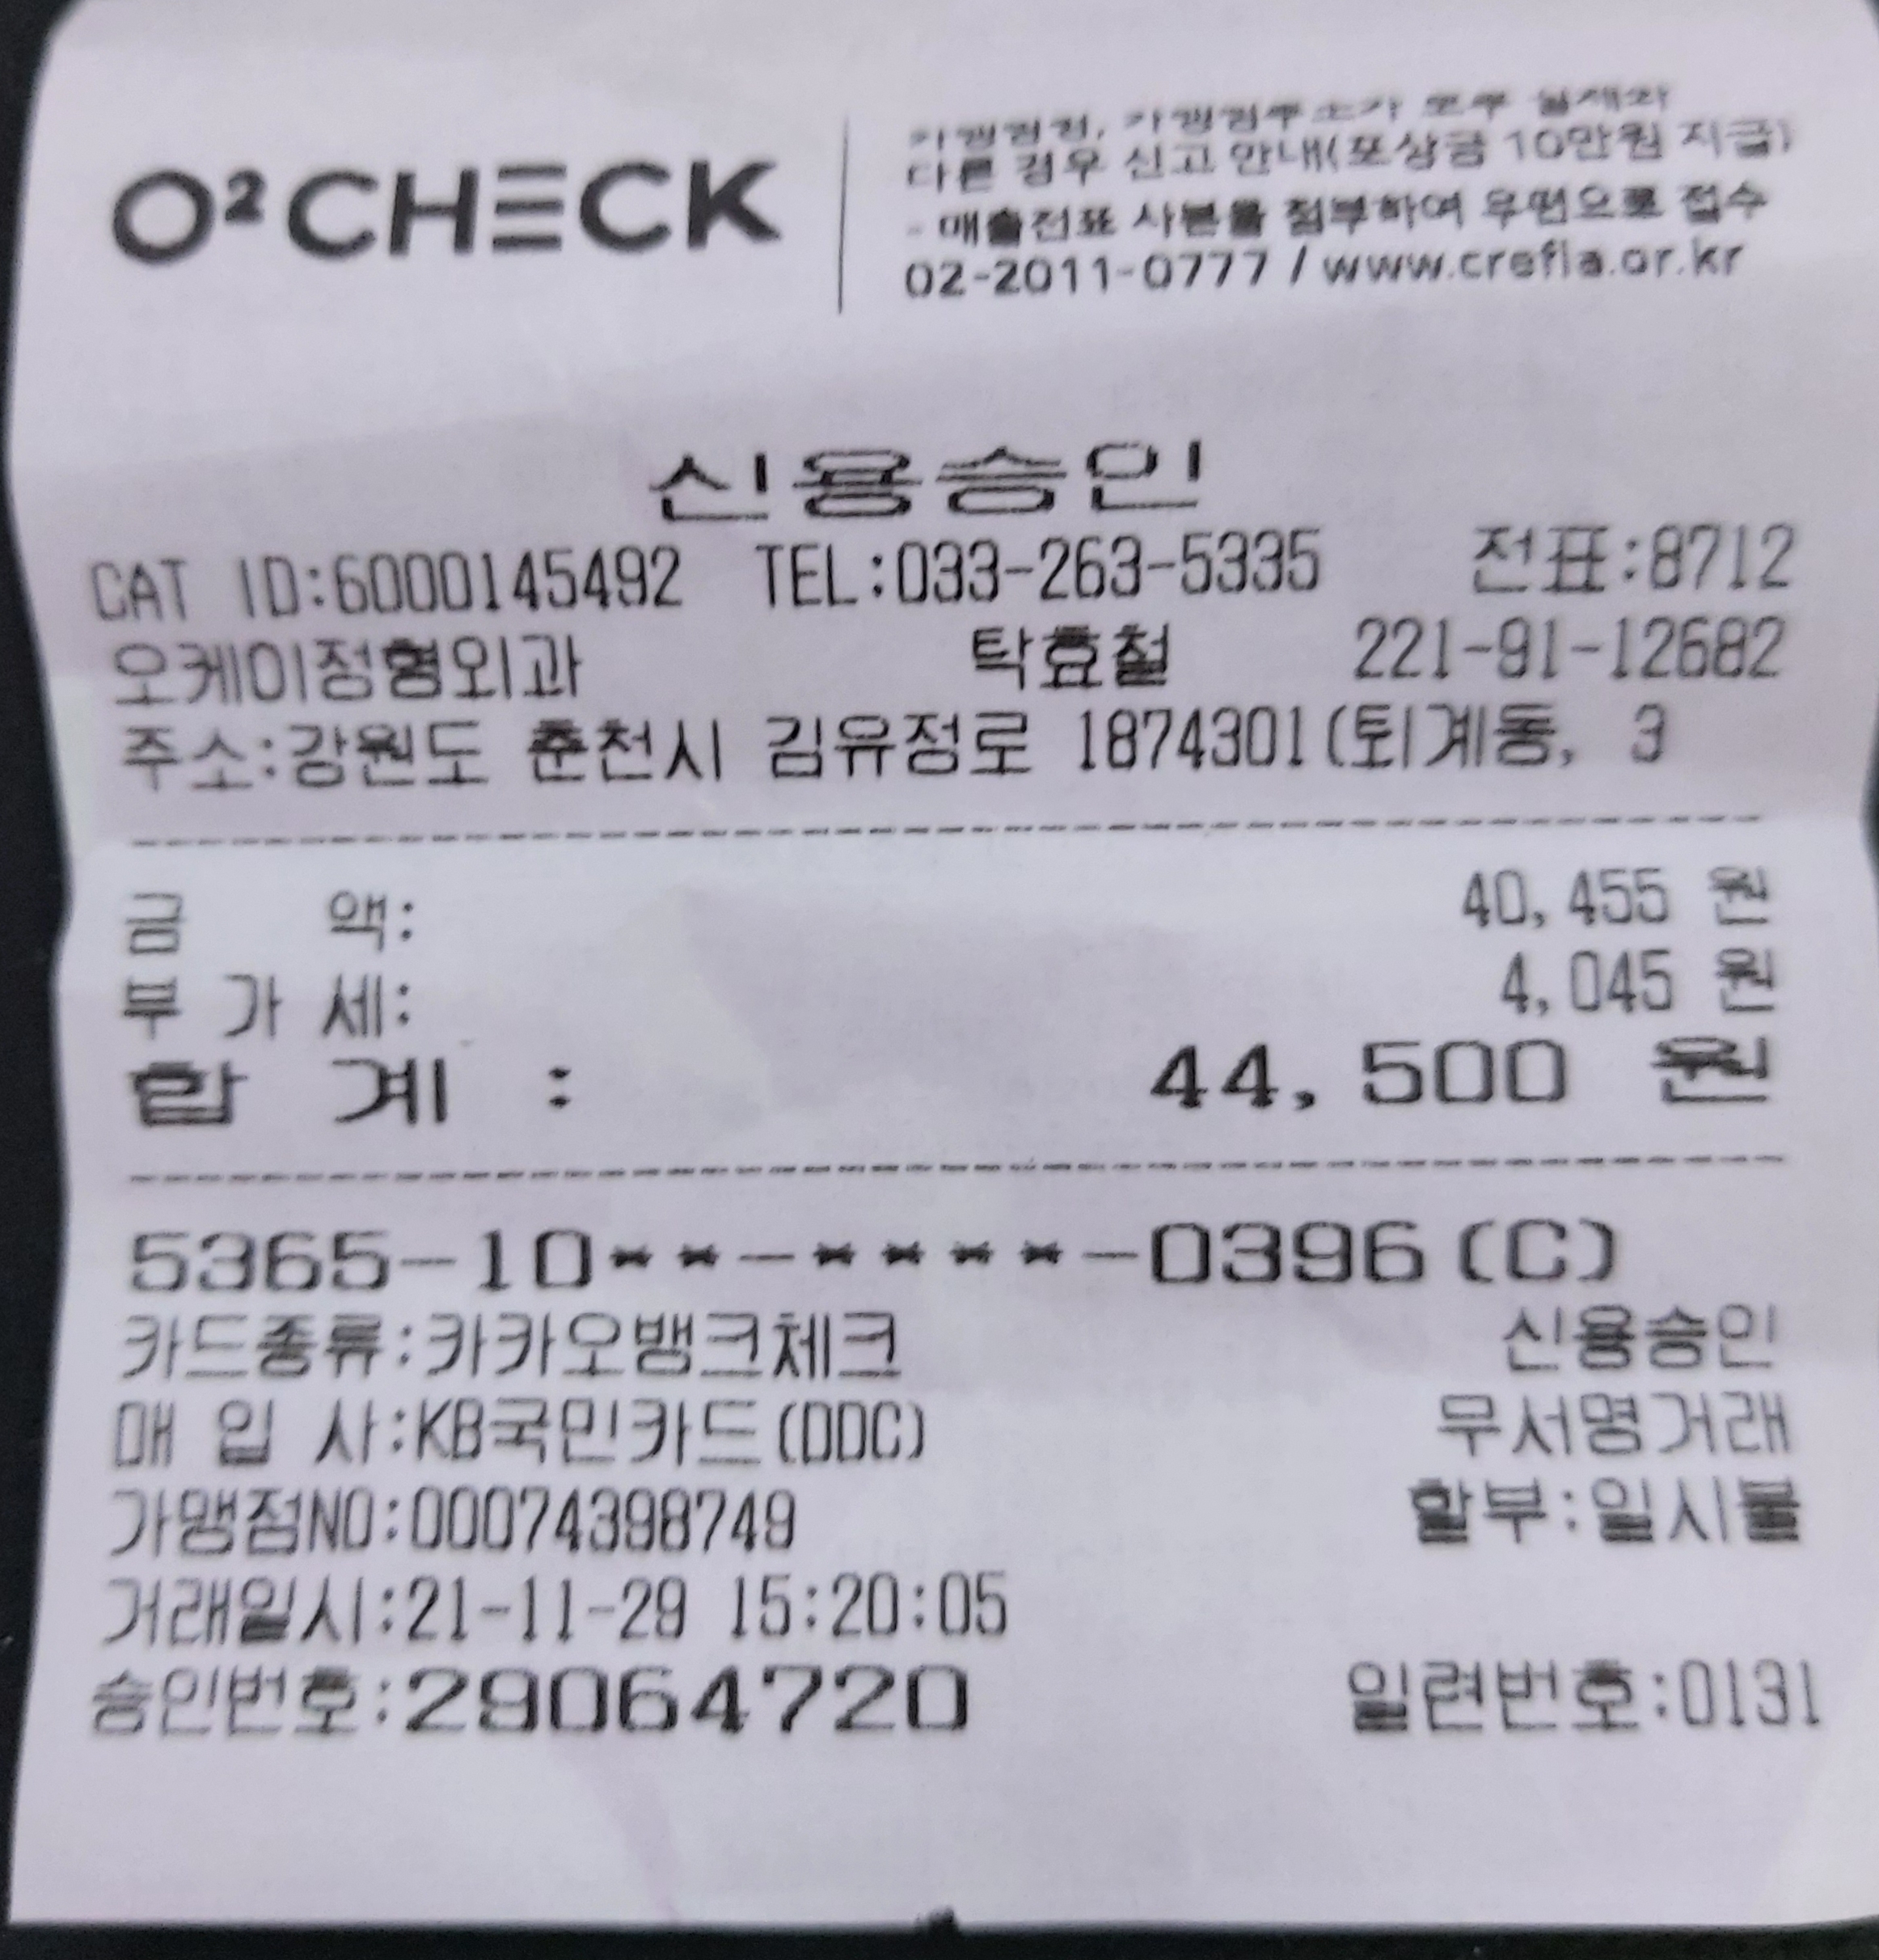 O²CHECK
가맹점명, 가맹점주소가 모두 실제와
다른 경우 신고 안내(포상금 10만원 지급)
- 매출전표 사본을 첨부하여 우편으로 접수
02-2011-0777 / www.crefia.or.kr
신용승인
CAT ID:6000145492 TEL:033-263-5335 전표:8712
오케이정형외과 탁효철 221-91-12682
주소:강원도 춘천시 김유정로 1874301(퇴계동, 3
금 액: 40,455 원
부 가 세: 4,045 원
합 계 : 44,500 원
5365-10**-****-0396(C)
카드종류:카카오뱅크체크 신용승인
매 입 사:KB국민카드(DDC) 무서명거래
가맹점NO:00074398749 할부:일시불
거래일시:21-11-29 15:20:05
승인번호:29064720 일련번호:0131